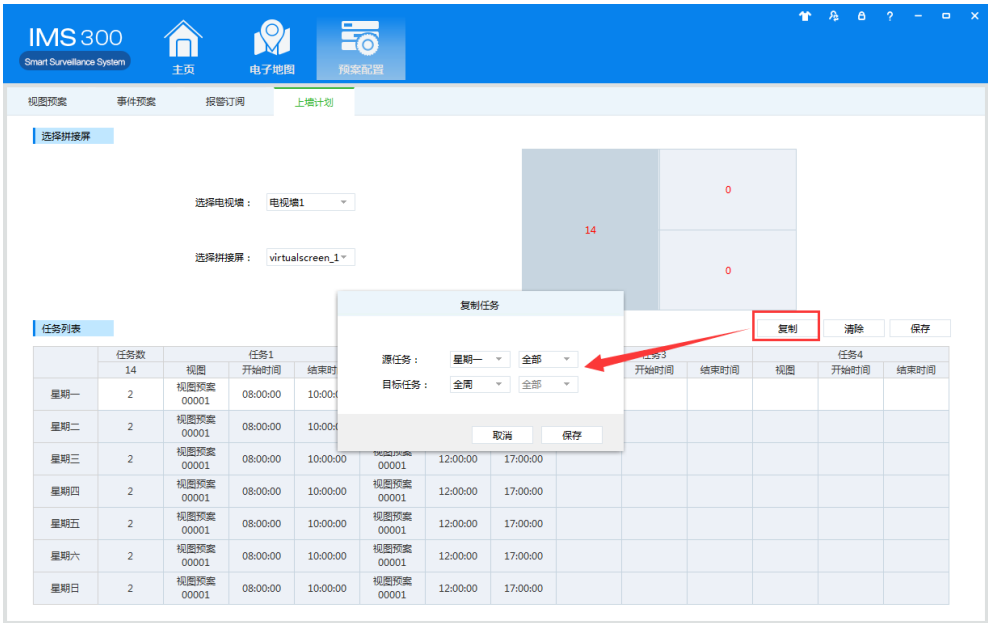 IMS 300
Smart Surveillance System
主页
电子地图
预案配置
视图预案 事件预案 报警订阅 上墙计划
选择拼接屏
选择电视墙： 电视墙1
选择拼接屏： virtualscreen_1
14
0
0
复制任务
源任务： 星期一 全部
目标任务： 全周 全部
取消 保存
任务列表
复制 清除 保存
任务数 任务1 任务3 任务4
14 视图 开始时间 结束时 开始时间 结束时间 视图 开始时间 结束时间
星期一 2 视图预案 00001 08:00:00 10:00:0
星期二 2 视图预案 00001 08:00:00 10:00:0
星期三 2 视图预案 00001 08:00:00 10:00:00 视图预案 00001 12:00:00 17:00:00
星期四 2 视图预案 00001 08:00:00 10:00:00 视图预案 00001 12:00:00 17:00:00
星期五 2 视图预案 00001 08:00:00 10:00:00 视图预案 00001 12:00:00 17:00:00
星期六 2 视图预案 00001 08:00:00 10:00:00 视图预案 00001 12:00:00 17:00:00
星期日 2 视图预案 00001 08:00:00 10:00:00 视图预案 00001 12:00:00 17:00:00